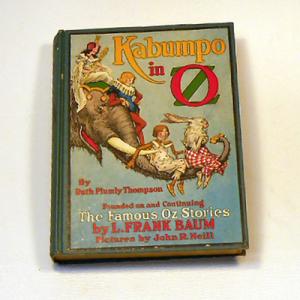 Kabumpo
in OZ
By
Ruth Plumly Thompson
Founded on and Continuing
The Famous Oz Stories
by L. FRANK BAUM
Pictures by John R. Neill